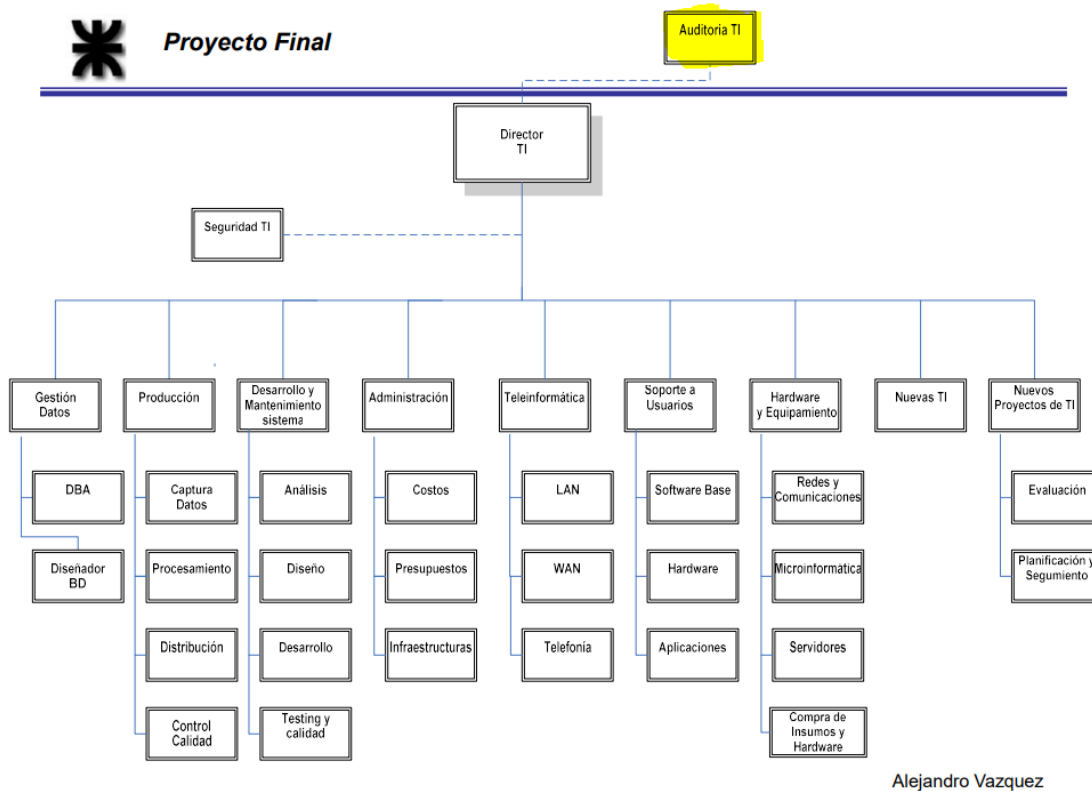 Proyecto Final
Auditoria TI
Director
TI
Seguridad TI
Gestión
Datos
Producción
Desarrollo y
Mantenimiento
sistema
Administración
Teleinformática
Soporte a
Usuarios
Hardware
y Equipamiento
Nuevas TI
Nuevos
Proyectos de TI
DBA
Diseñador
BD
Captura
Datos
Procesamiento
Distribución
Control
Calidad
Análisis
Diseño
Desarrollo
Testing y
calidad
Costos
Presupuestos
Infraestructuras
LAN
WAN
Telefonía
Software Base
Hardware
Aplicaciones
Redes y
Comunicaciones
Microinformática
Servidores
Compra de
Insumos y
Hardware
Evaluación
Planificación y
Segumiento
Alejandro Vazquez